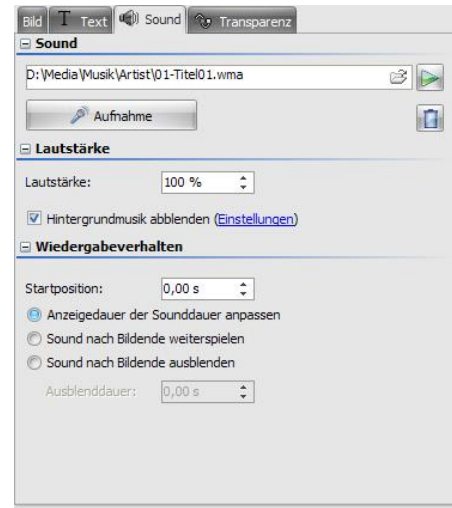 Bild T Text Sound Transparenz
Sound
D:\Media\Musik\Artist\01-Titel01.wma
Aufnahme
Lautstärke
Lautstärke: 100 %
Hintergrundmusik abblenden (Einstellungen)
Wiedergabeverhalten
Startposition: 0,00 s
Anzeigedauer der Sounddauer anpassen
Sound nach Bildende weiterspielen
Sound nach Bildende ausblenden
Ausblenddauer: 0,00 s